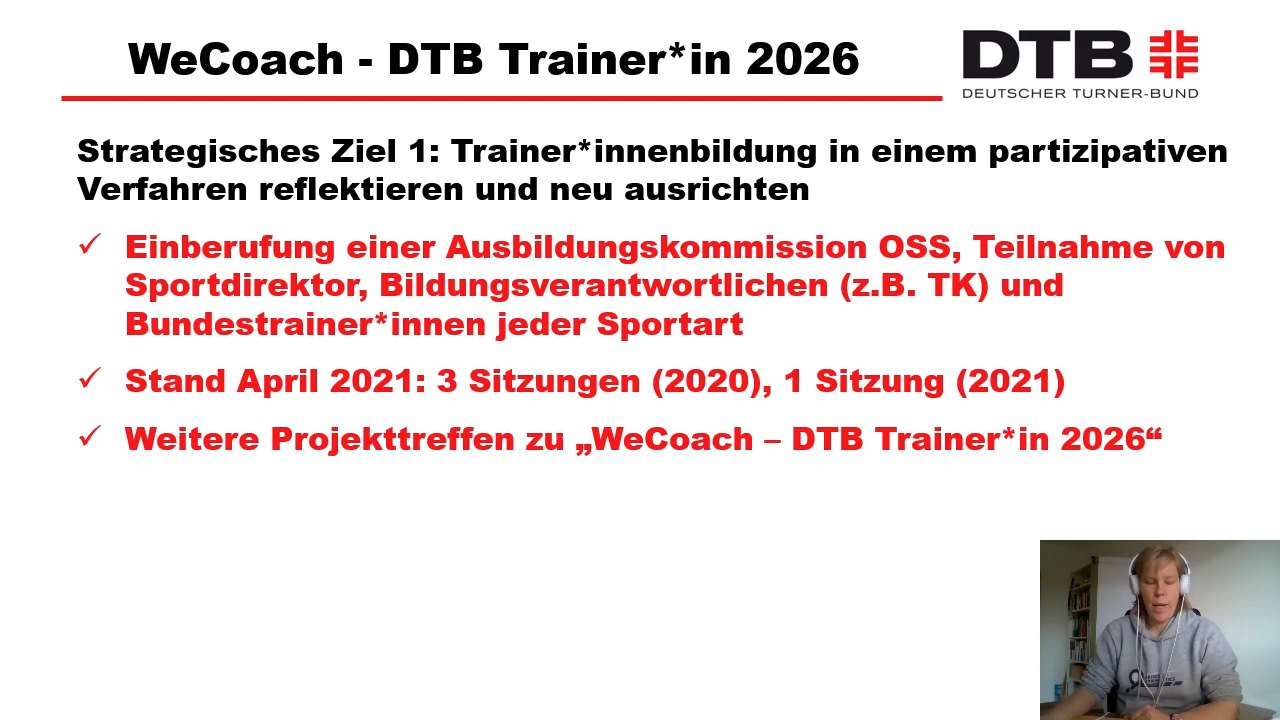 WeCoach - DTB Trainer*in 2026
DTB
DEUTSCHER TURNER-BUND
Strategisches Ziel 1: Trainer*innenbildung in einem partizipativen
Verfahren reflektieren und neu ausrichten
Einberufung einer Ausbildungskommission OSS, Teilnahme von
Sportdirektor, Bildungsverantwortlichen (z.B. TK) und
Bundestrainer*innen jeder Sportart
Stand April 2021: 3 Sitzungen (2020), 1 Sitzung (2021)
Weitere Projekttreffen zu „WeCoach – DTB Trainer*in 2026“